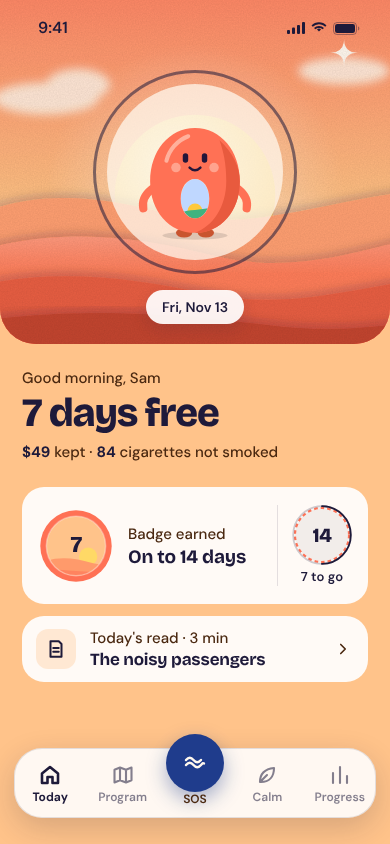 9:41
Fri, Nov 13
Good morning, Sam
7 days free
$49 kept · 84 cigarettes not smoked
7
Badge earned
On to 14 days
14
7 to go
Today's read · 3 min
The noisy passengers
Today
Program
SOS
Calm
Progress